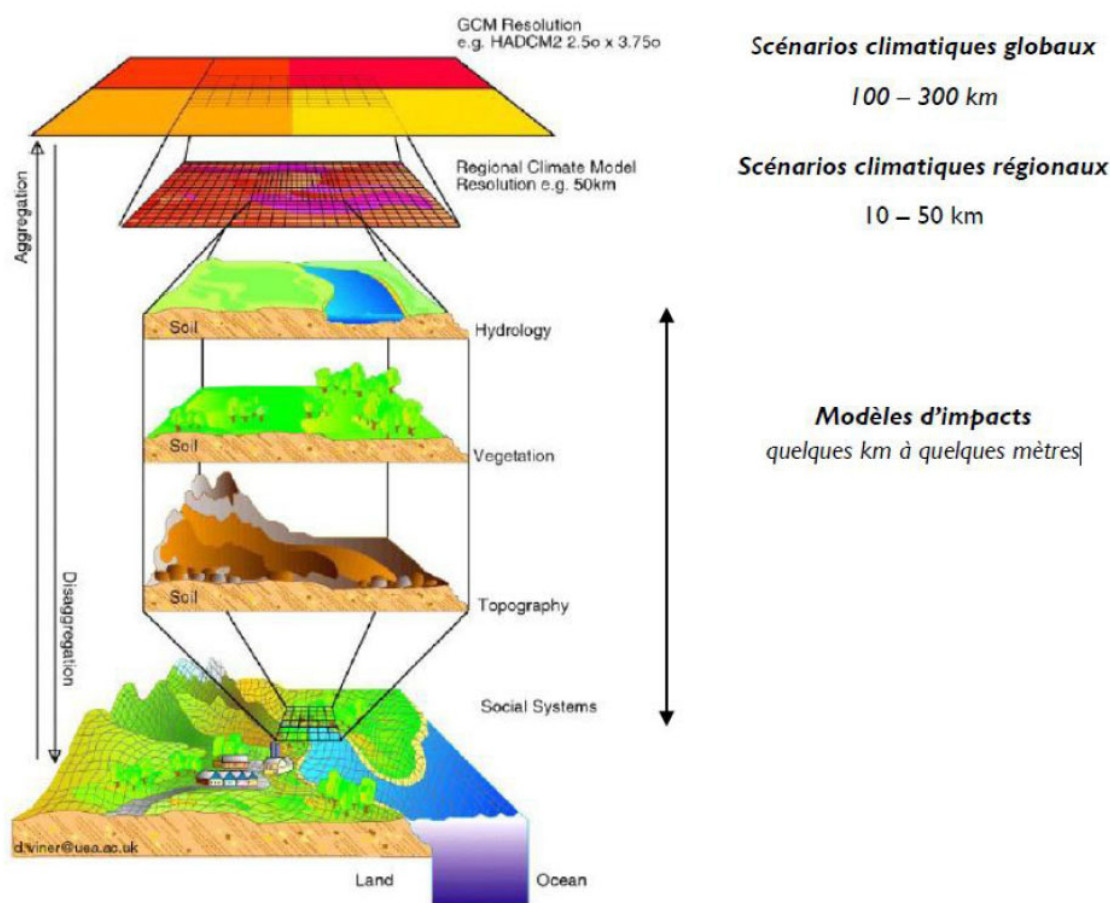 GCM Resolution
e.g. HADCM2 2.5o x 3.75o
Scénarios climatiques globaux
100 – 300 km
Regional Climate Model
Resolution e.g. 50km
Scénarios climatiques régionaux
10 – 50 km
Aggregation
Disaggregation
Soil
Hydrology
Soil
Vegetation
Modèles d'impacts
quelques km à quelques mètres
Soil
Topography
Social Systems
d.viner@uea.ac.uk
Land
Ocean